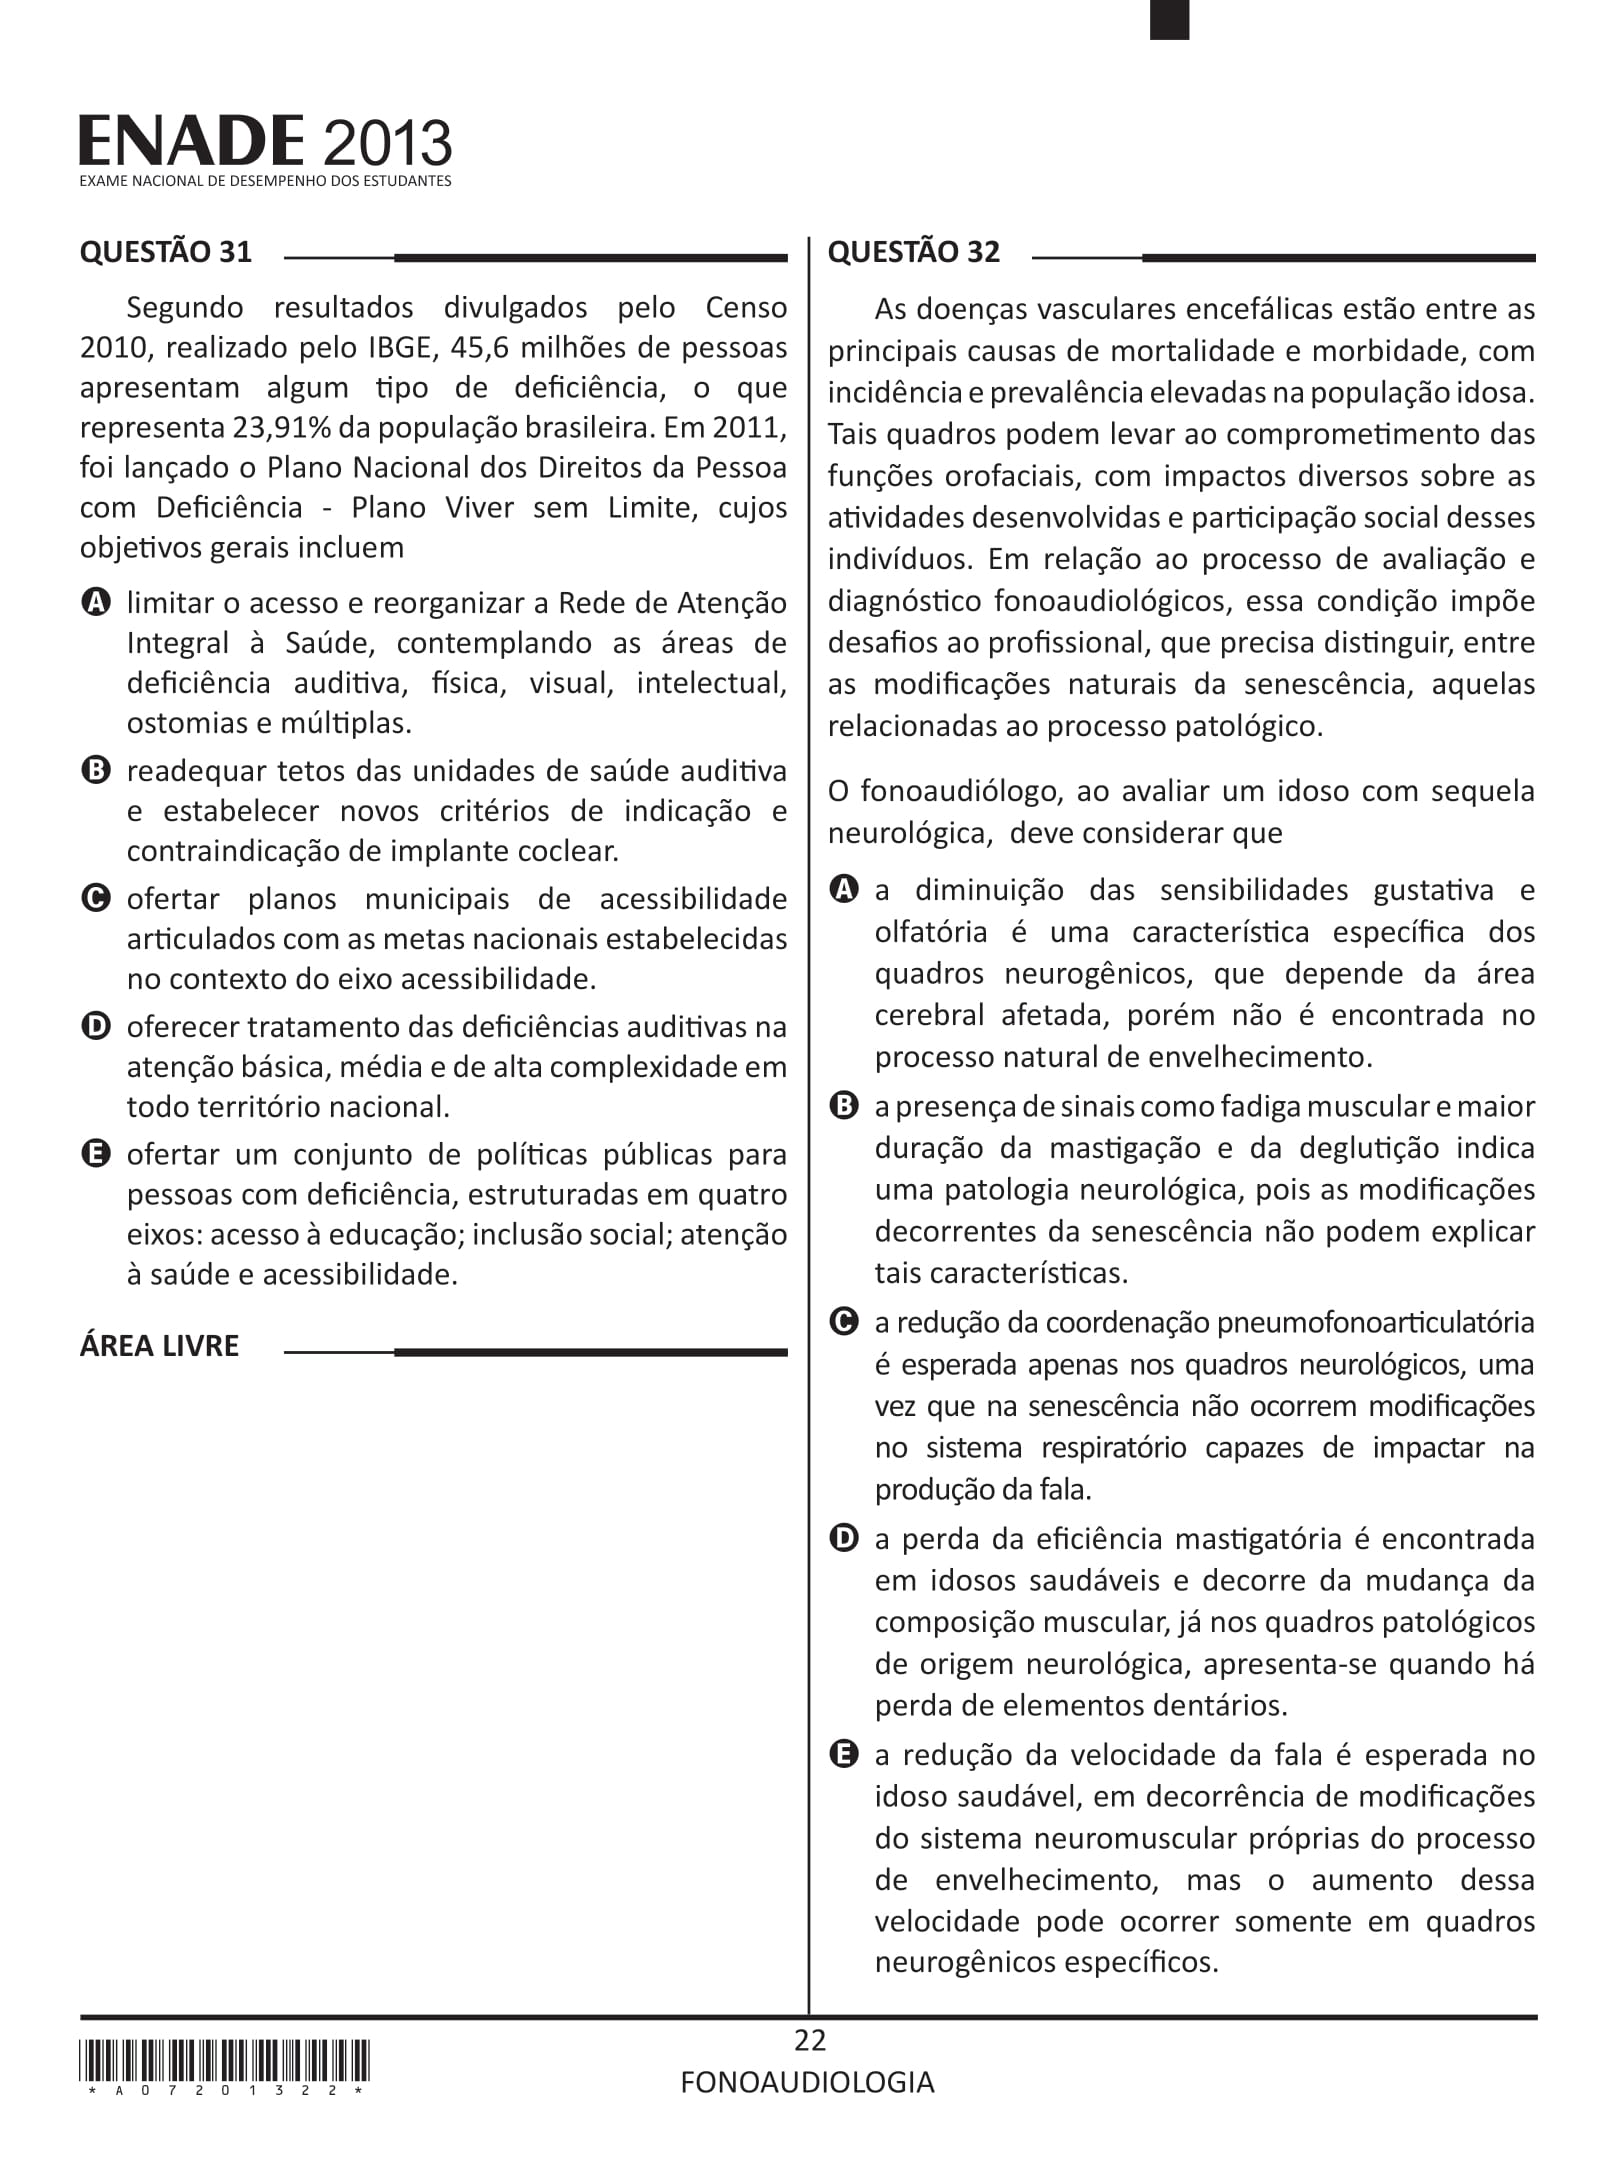 ENADE 2013
EXAME NACIONAL DE DESEMPENHO DOS ESTUDANTES
QUESTÃO 31
Segundo resultados divulgados pelo Censo
2010, realizado pelo IBGE, 45,6 milhões de pessoas
apresentam algum tipo de deficiência, o que
representa 23,91% da população brasileira. Em 2011,
foi lançado o Plano Nacional dos Direitos da Pessoa
com Deficiência - Plano Viver sem Limite, cujos
objetivos gerais incluem
A limitar o acesso e reorganizar a Rede de Atenção
Integral à Saúde, contemplando as áreas de
deficiência auditiva, física, visual, intelectual,
ostomias e múltiplas.
B readequar tetos das unidades de saúde auditiva
e estabelecer novos critérios de indicação e
contraindicação de implante coclear.
C ofertar planos municipais de acessibilidade
articulados com as metas nacionais estabelecidas
no contexto do eixo acessibilidade.
D oferecer tratamento das deficiências auditivas na
atenção básica, média e de alta complexidade em
todo território nacional.
E ofertar um conjunto de políticas públicas para
pessoas com deficiência, estruturadas em quatro
eixos: acesso à educação; inclusão social; atenção
à saúde e acessibilidade.
ÁREA LIVRE
QUESTÃO 32
As doenças vasculares encefálicas estão entre as
principais causas de mortalidade e morbidade, com
incidência e prevalência elevadas na população idosa.
Tais quadros podem levar ao comprometimento das
funções orofaciais, com impactos diversos sobre as
atividades desenvolvidas e participação social desses
indivíduos. Em relação ao processo de avaliação e
diagnóstico fonoaudiológicos, essa condição impõe
desafios ao profissional, que precisa distinguir, entre
as modificações naturais da senescência, aquelas
relacionadas ao processo patológico.
O fonoaudiólogo, ao avaliar um idoso com sequela
neurológica, deve considerar que
A a diminuição das sensibilidades gustativa e
olfatória é uma característica específica dos
quadros neurogênicos, que depende da área
cerebral afetada, porém não é encontrada no
processo natural de envelhecimento.
B a presença de sinais como fadiga muscular e maior
duração da mastigação e da deglutição indica
uma patologia neurológica, pois as modificações
decorrentes da senescência não podem explicar
tais características.
C a redução da coordenação pneumofonoarticulatória
é esperada apenas nos quadros neurológicos, uma
vez que na senescência não ocorrem modificações
no sistema respiratório capazes de impactar na
produção da fala.
D a perda da eficiência mastigatória é encontrada
em idosos saudáveis e decorre da mudança da
composição muscular, já nos quadros patológicos
de origem neurológica, apresenta-se quando há
perda de elementos dentários.
E a redução da velocidade da fala é esperada no
idoso saudável, em decorrência de modificações
do sistema neuromuscular próprias do processo
de envelhecimento, mas o aumento dessa
velocidade pode ocorrer somente em quadros
neurogênicos específicos.
* A 0 7 2 0 1 3 2 2 *
22
FONOAUDIOLOGIA